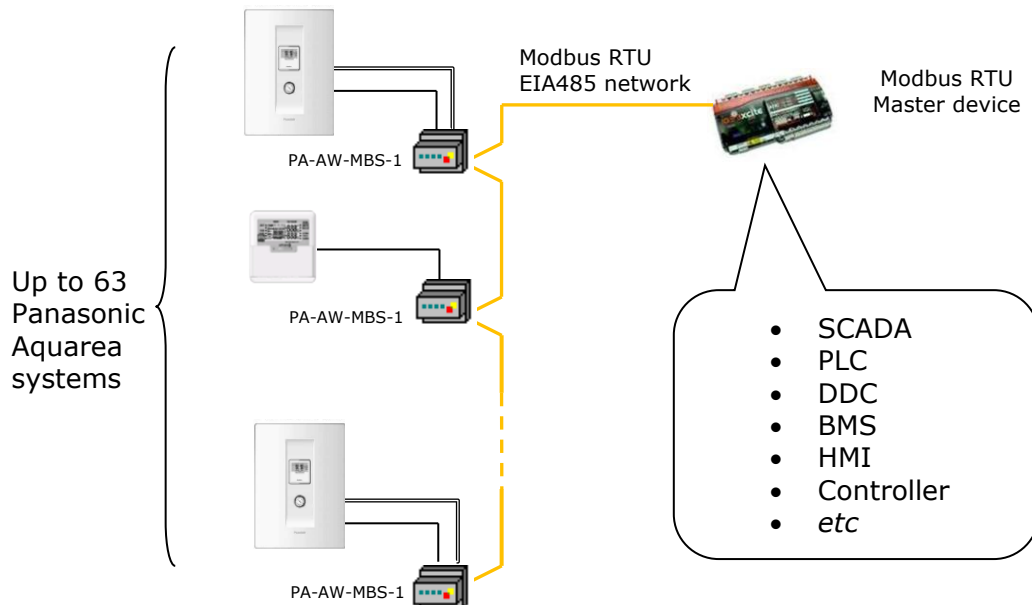 Modbus RTU
EIA485 network
Modbus RTU
Master device
PA-AW-MBS-1
Up to 63
Panasonic
Aquarea
systems
PA-AW-MBS-1
• SCADA
• PLC
• DDC
• BMS
• HMI
• Controller
• etc
PA-AW-MBS-1
xcite